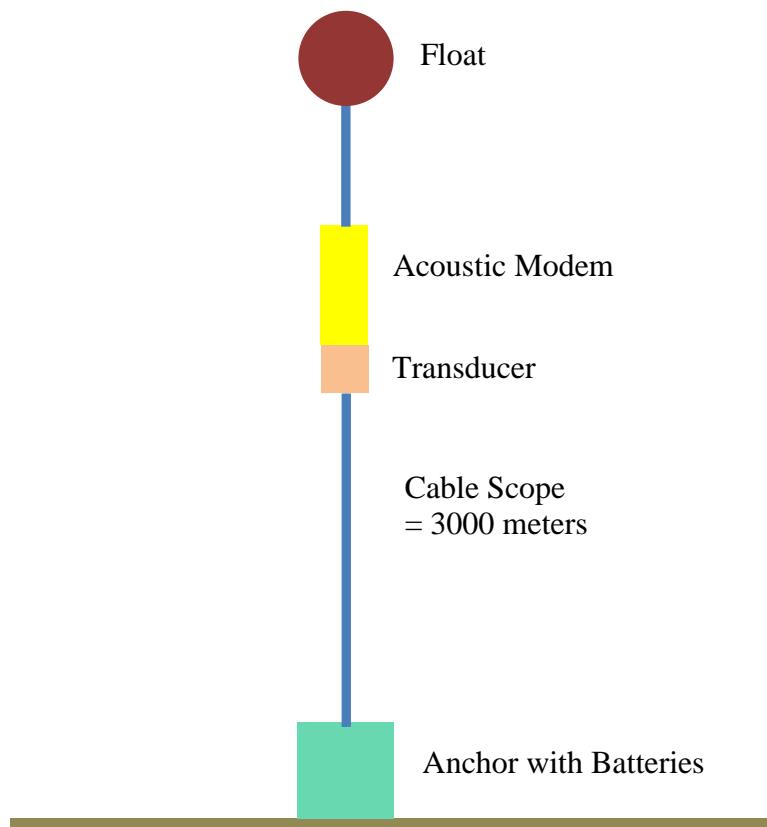 Float
Acoustic Modem
Transducer
Cable Scope
= 3000 meters
Anchor with Batteries